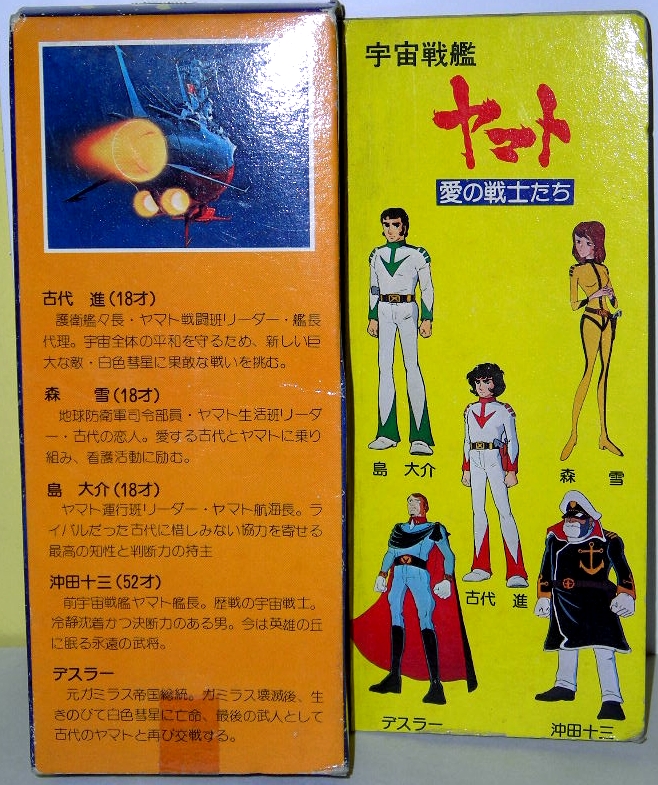 古代 進(18才)
護衛艦々長・ヤマト戦闘班リーダー・艦長
代理。宇宙全体の平和を守るため、新しい巨
大な敵・白色彗星に果敢な戦いを挑む。
森 雪(18才)
地球防衛軍司令部員・ヤマト生活班リーダ
ー・古代の恋人。愛する古代とヤマトに乗り
組み、看護活動に励む。
島 大介(18才)
ヤマト運行班リーダー・ヤマト航海長。ラ
イバルだった古代に惜しみない協力を寄せる
最高の知性と判断力の持主
沖田十三(52才)
前宇宙戦艦ヤマト艦長。歴戦の宇宙戦士。
冷静沈着かつ決断力のある男。今は英雄の丘
に眠る永遠の武将。
デスラー
元ガミラス帝国総統。ガミラス壊滅後、生
きのびて白色彗星に亡命、最後の武人として
古代のヤマトと再び交戦する。
宇宙戦艦
ヤマト
愛の戦士たち
島 大介
森 雪
古代 進
デスラー
沖田十三